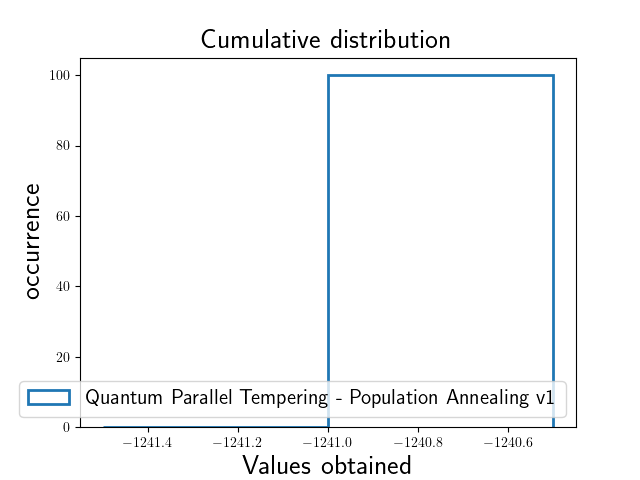 Cumulative distribution
occurrence
100
80
60
40
20
0
Quantum Parallel Tempering - Population Annealing v1
−1241.4 −1241.2 −1241.0 −1240.8 −1240.6
Values obtained